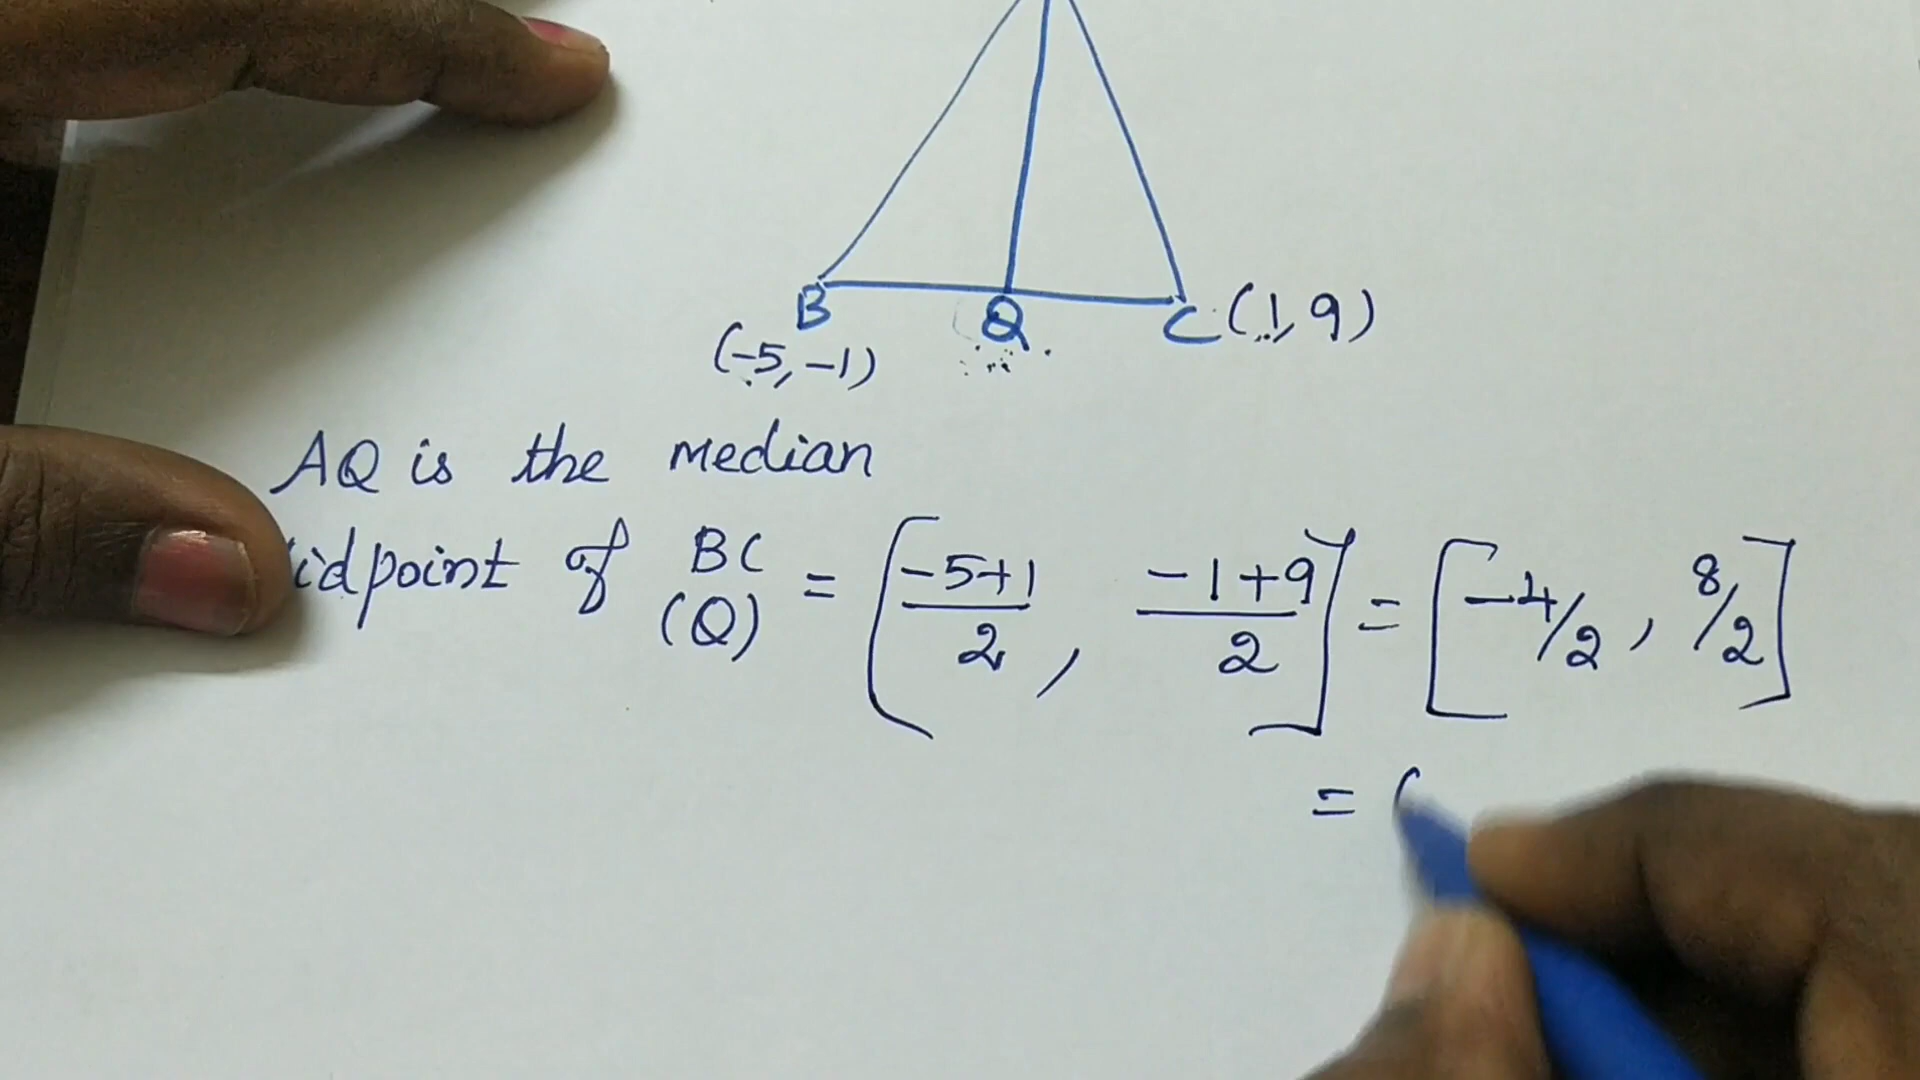 B Q C (1, 9)
(-5, -1)
AQ is the median
idpoint of BC (Q) = [-5+1/2, -1+9/2] = [-4/2, 8/2]
= (